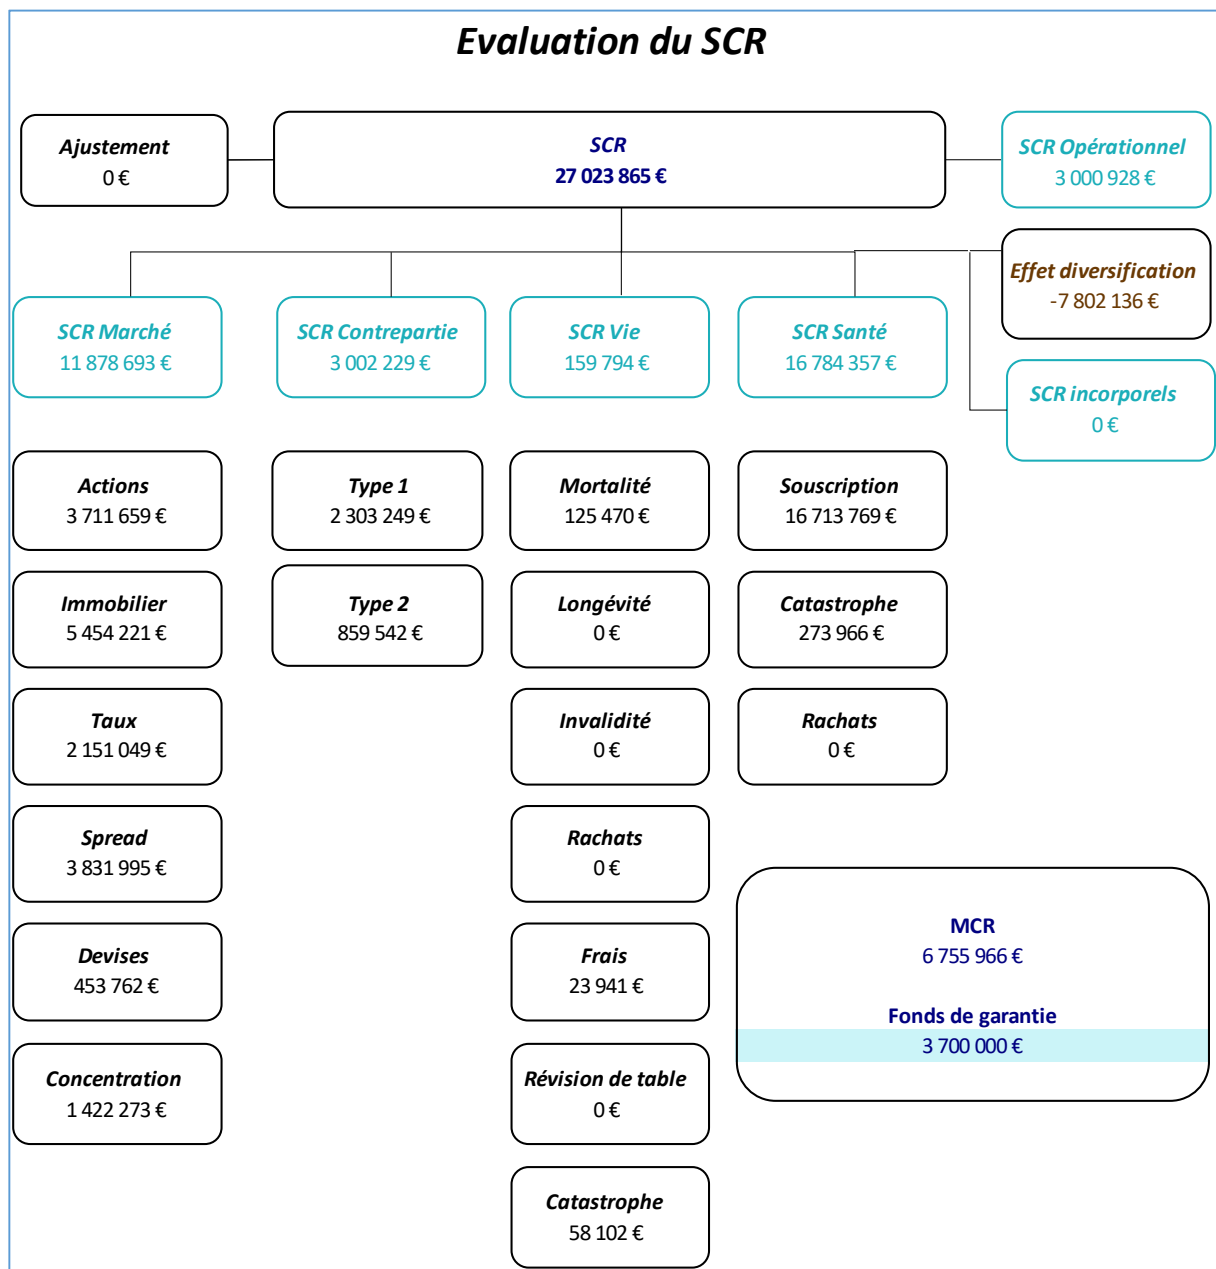 Evaluation du SCR
Ajustement
0 €
SCR
27 023 865 €
SCR Opérationnel
3 000 928 €
Effet diversification
-7 802 136 €
SCR Marché
11 878 693 €
SCR Contrepartie
3 002 229 €
SCR Vie
159 794 €
SCR Santé
16 784 357 €
SCR incorporels
0 €
Actions
3 711 659 €
Type 1
2 303 249 €
Mortalité
125 470 €
Souscription
16 713 769 €
Immobilier
5 454 221 €
Type 2
859 542 €
Longévité
0 €
Catastrophe
273 966 €
Taux
2 151 049 €
Invalidité
0 €
Rachats
0 €
Spread
3 831 995 €
Rachats
0 €
MCR
6 755 966 €
Fonds de garantie
3 700 000 €
Devises
453 762 €
Frais
23 941 €
Concentration
1 422 273 €
Révision de table
0 €
Catastrophe
58 102 €